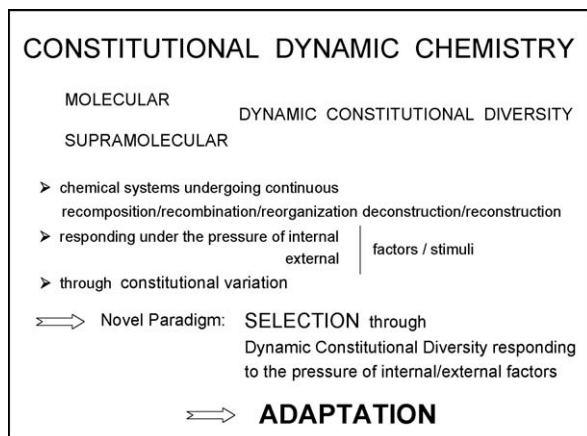 CONSTITUTIONAL DYNAMIC CHEMISTRY
MOLECULAR
DYNAMIC CONSTITUTIONAL DIVERSITY
SUPRAMOLECULAR
➢ chemical systems undergoing continuous
recomposition/recombination/reorganization deconstruction/reconstruction
➢ responding under the pressure of internal
external
factors / stimuli
➢ through constitutional variation
Novel Paradigm: SELECTION through
Dynamic Constitutional Diversity responding
to the pressure of internal/external factors
ADAPTATION